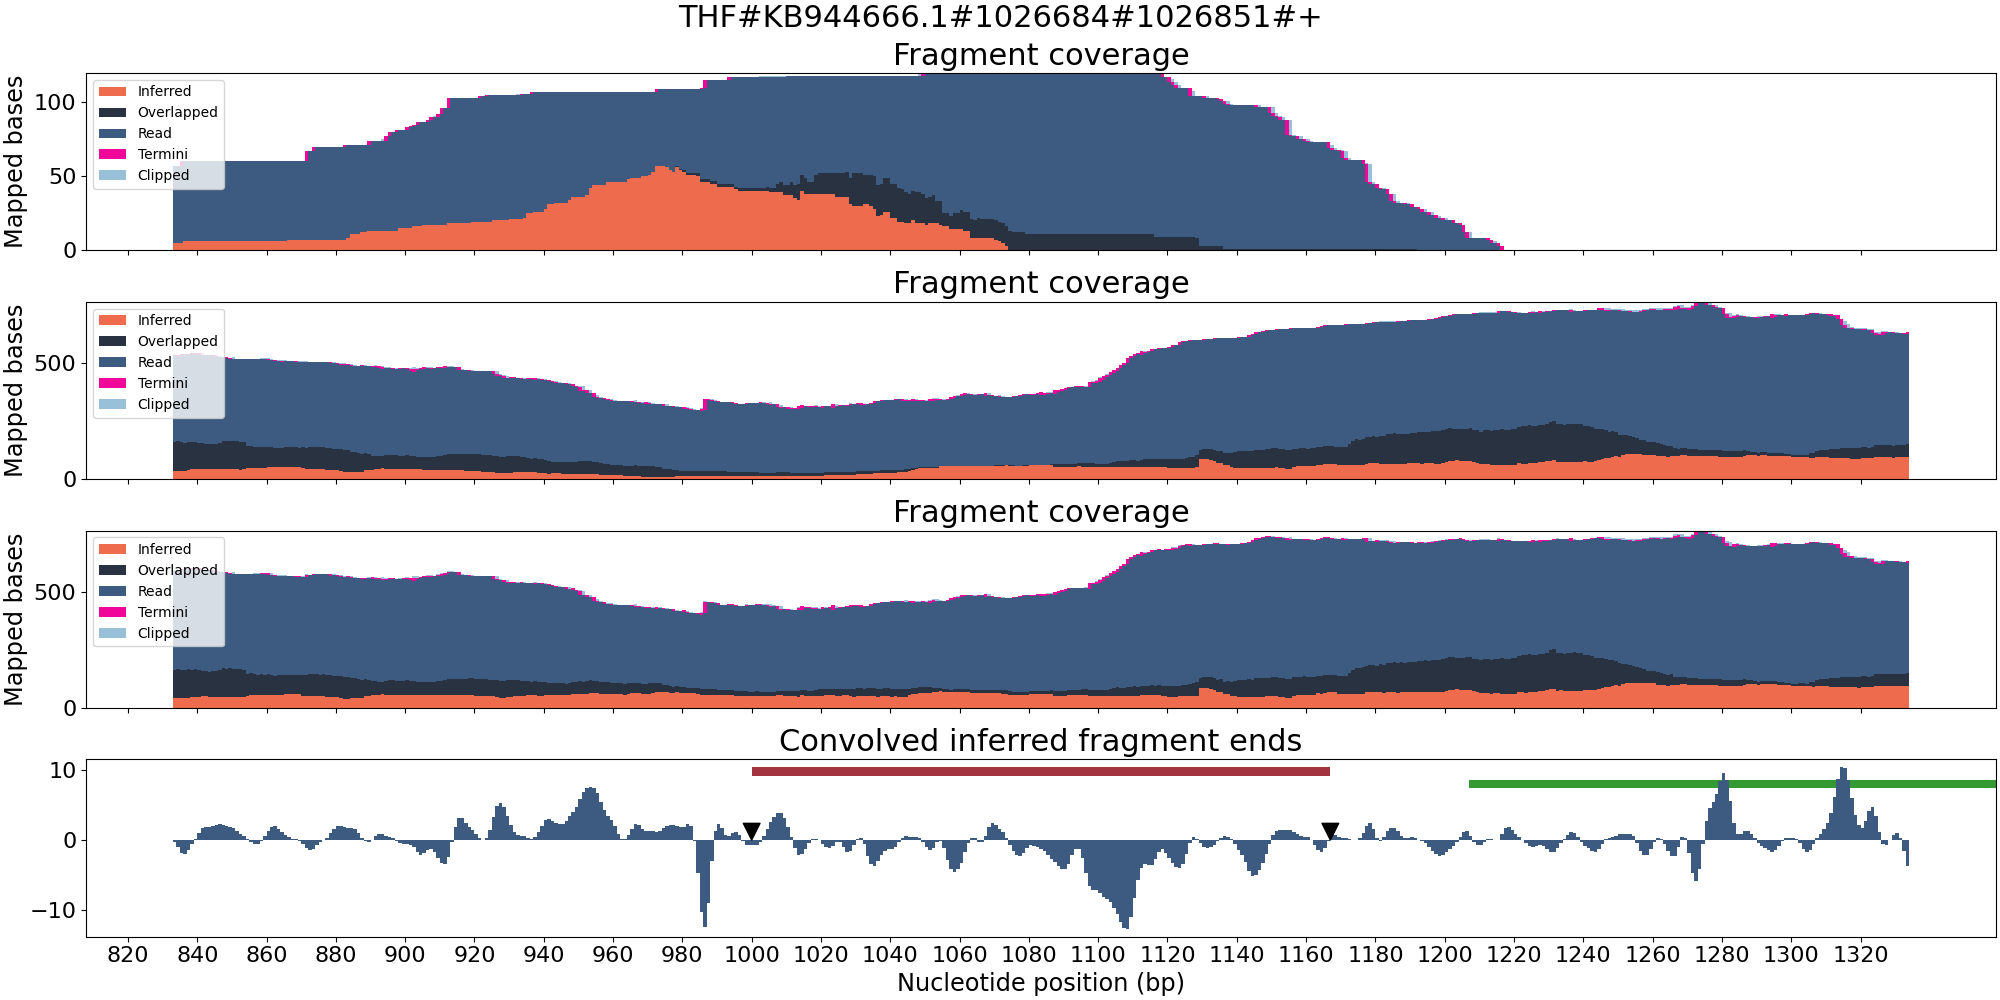 THF#KB944666.1#1026684#1026851#+
Fragment coverage
Mapped bases
100
50
0
Inferred
Overlapped
Read
Termini
Clipped
Fragment coverage
Mapped bases
500
0
Inferred
Overlapped
Read
Termini
Clipped
Fragment coverage
Mapped bases
500
0
Inferred
Overlapped
Read
Termini
Clipped
Convolved inferred fragment ends
10
0
−10
820 840 860 880 900 920 940 960 980 1000 1020 1040 1060 1080 1100 1120 1140 1160 1180 1200 1220 1240 1260 1280 1300 1320
Nucleotide position (bp)